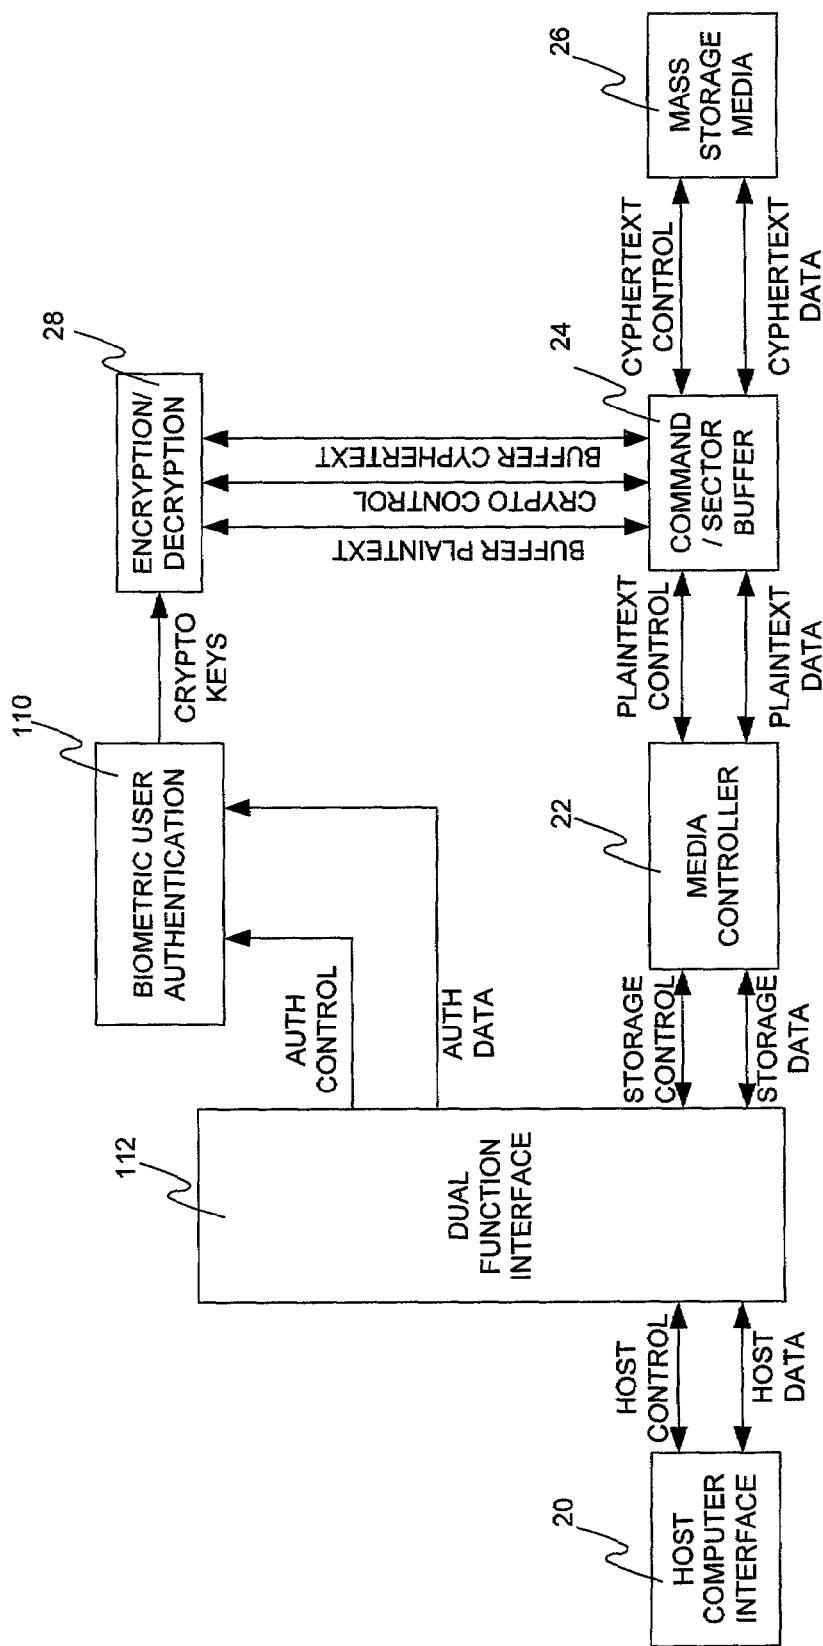 28
26
ENCRYPTION/
DECRYPTION
MASS
STORAGE
MEDIA
110
BIOMETRIC USER
AUTHENTICATION
CRYPTO
KEYS
BUFFER PLAINTEXT
CRYPTO CONTROL
BUFFER CYPHERTEXT
24
CYPHERTEXT
CONTROL
CYPHERTEXT
DATA
COMMAND
/ SECTOR
BUFFER
112
AUTH
CONTROL
AUTH
DATA
22
PLAINTEXT
CONTROL
PLAINTEXT
DATA
MEDIA
CONTROLLER
DUAL
FUNCTION
INTERFACE
STORAGE
CONTROL
STORAGE
DATA
20
HOST
CONTROL
HOST
DATA
HOST
COMPUTER
INTERFACE